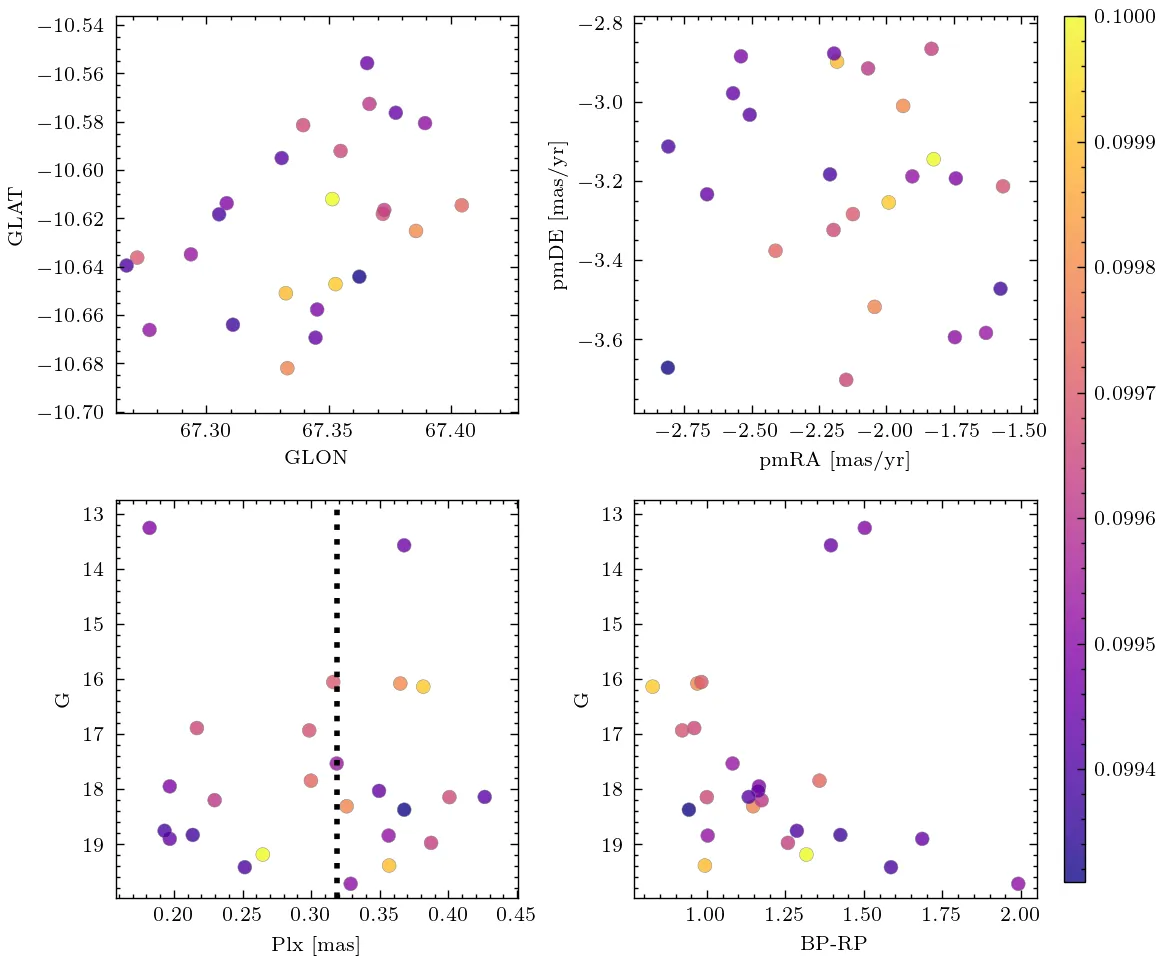 −10.54
−10.56
−10.58
−10.60
−10.62
−10.64
−10.66
−10.68
−10.70
GLAT
67.30 67.35 67.40
GLON
−2.8
−3.0
−3.2
−3.4
−3.6
pmDE [mas/yr]
−2.75 −2.50 −2.25 −2.00 −1.75 −1.50
pmRA [mas/yr]
13
14
15
16
17
18
19
G
0.20 0.25 0.30 0.35 0.40 0.45
Plx [mas]
13
14
15
16
17
18
19
G
1.00 1.25 1.50 1.75 2.00
BP-RP
0.1000
0.0999
0.0998
0.0997
0.0996
0.0995
0.0994